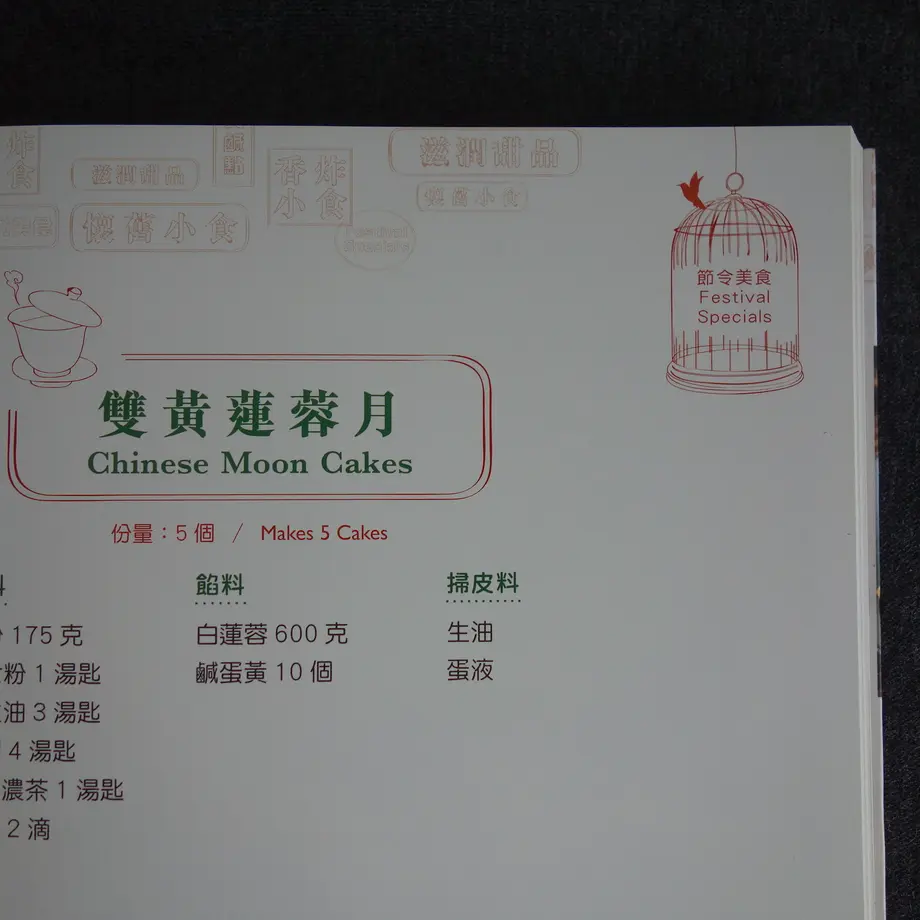 炸
食
滋潤甜品
懷舊小食
香炸
小食
Festival
Specials
滋潤甜品
懷舊小食
節令美食
Festival
Specials
雙黃蓮蓉月
Chinese Moon Cakes
份量：5 個 / Makes 5 Cakes
175 克
粉 1 湯匙
油 3 湯匙
4 湯匙
濃茶 1 湯匙
2 滴
餡料
白蓮蓉 600 克
鹹蛋黃 10 個
掃皮料
生油
蛋液